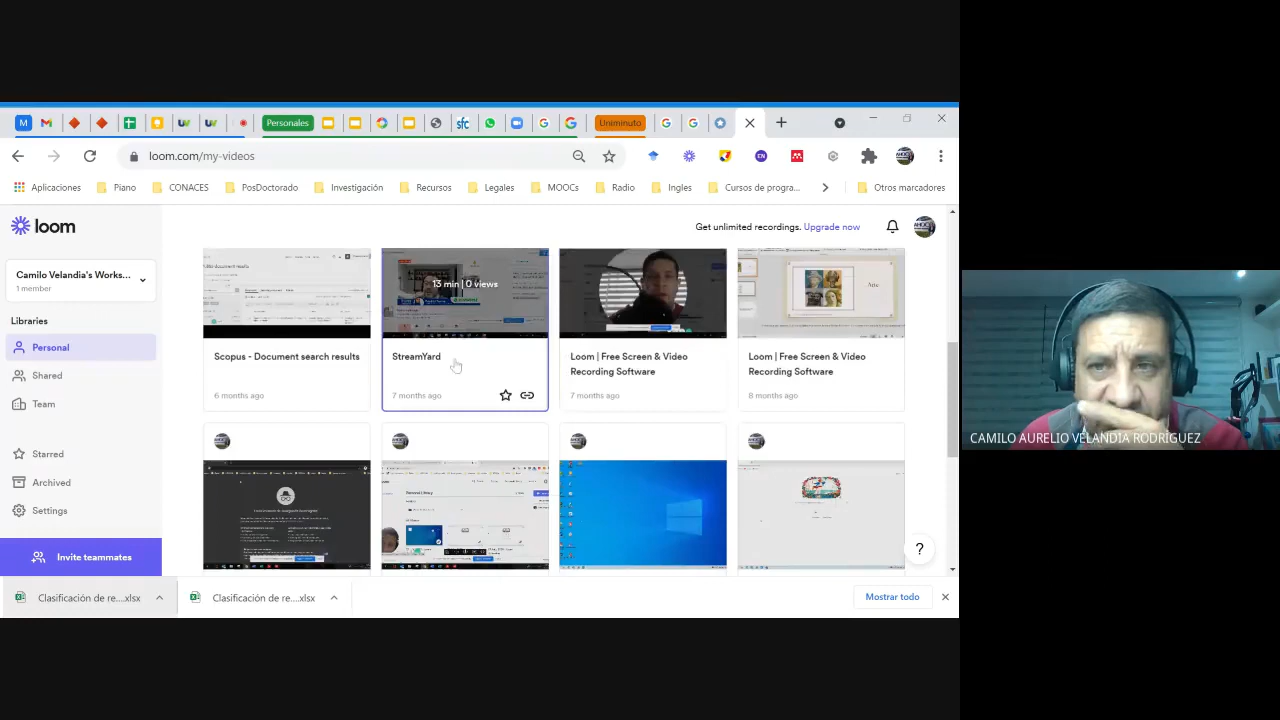 M
Personales
sfc
Uniminuto
loom.com/my-videos
EN
Aplicaciones
Piano
CONACES
PosDoctorado
Investigación
Recursos
Legales
MOOCs
Radio
Ingles
Cursos de progra...
Otros marcadores
loom
Get unlimited recordings. Upgrade now
Camilo Velandia's Works...
1 member
Libraries
Personal
Shared
Team
Starred
Archived
Settings
Invite teammates
13 min | 0 views
Scopus - Document search results
6 months ago
StreamYard
7 months ago
Loom | Free Screen & Video
Recording Software
7 months ago
Loom | Free Screen & Video
Recording Software
8 months ago
?
Clasificación de re....xlsx
Clasificación de re....xlsx
Mostrar todo
CAMILO AURELIO VELANDIA RODRÍGUEZ